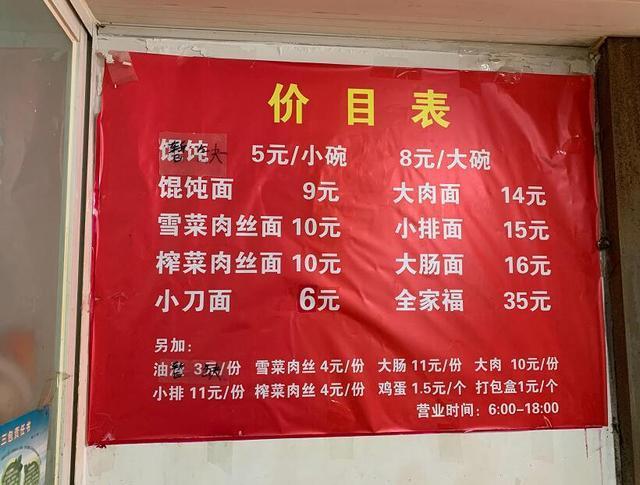 价目表
馄饨 5元/小碗 8元/大碗
馄饨面 9元 大肉面 14元
雪菜肉丝面 10元 小排面 15元
榨菜肉丝面 10元 大肠面 16元
小刀面 6元 全家福 35元
另加：
油 3元/份 雪菜肉丝 4元/份 大肠 11元/份 大肉 10元/份
小排 11元/份 榨菜肉丝 4元/份 鸡蛋 1.5元/个 打包盒1元/个
营业时间：6:00-18:00
三包责任书